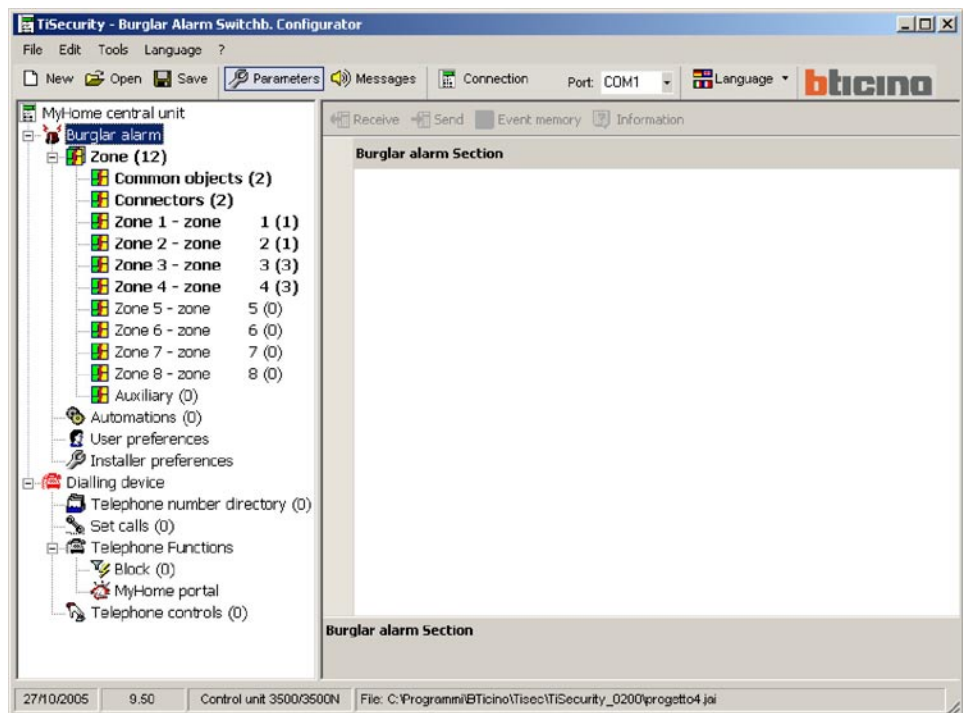 TiSecurity - Burglar Alarm Switchb. Configurator
File Edit Tools Language ?
New Open Save Parameters Messages Connection Port: COM1 Language bticino
MyHome central unit
Burglar alarm
Zone (12)
Common objects (2)
Connectors (2)
Zone 1 - zone 1 (1)
Zone 2 - zone 2 (1)
Zone 3 - zone 3 (3)
Zone 4 - zone 4 (3)
Zone 5 - zone 5 (0)
Zone 6 - zone 6 (0)
Zone 7 - zone 7 (0)
Zone 8 - zone 8 (0)
Auxiliary (0)
Automations (0)
User preferences
Installer preferences
Dialling device
Telephone number directory (0)
Set calls (0)
Telephone Functions
Block (0)
MyHome portal
Telephone controls (0)
Receive Send Event memory Information
Burglar alarm Section
Burglar alarm Section
27/10/2005 9.50 Control unit 3500/3500N File: C:\Programmi\BTicino\Tisec\TiSecurity_0200\progetto4.jai